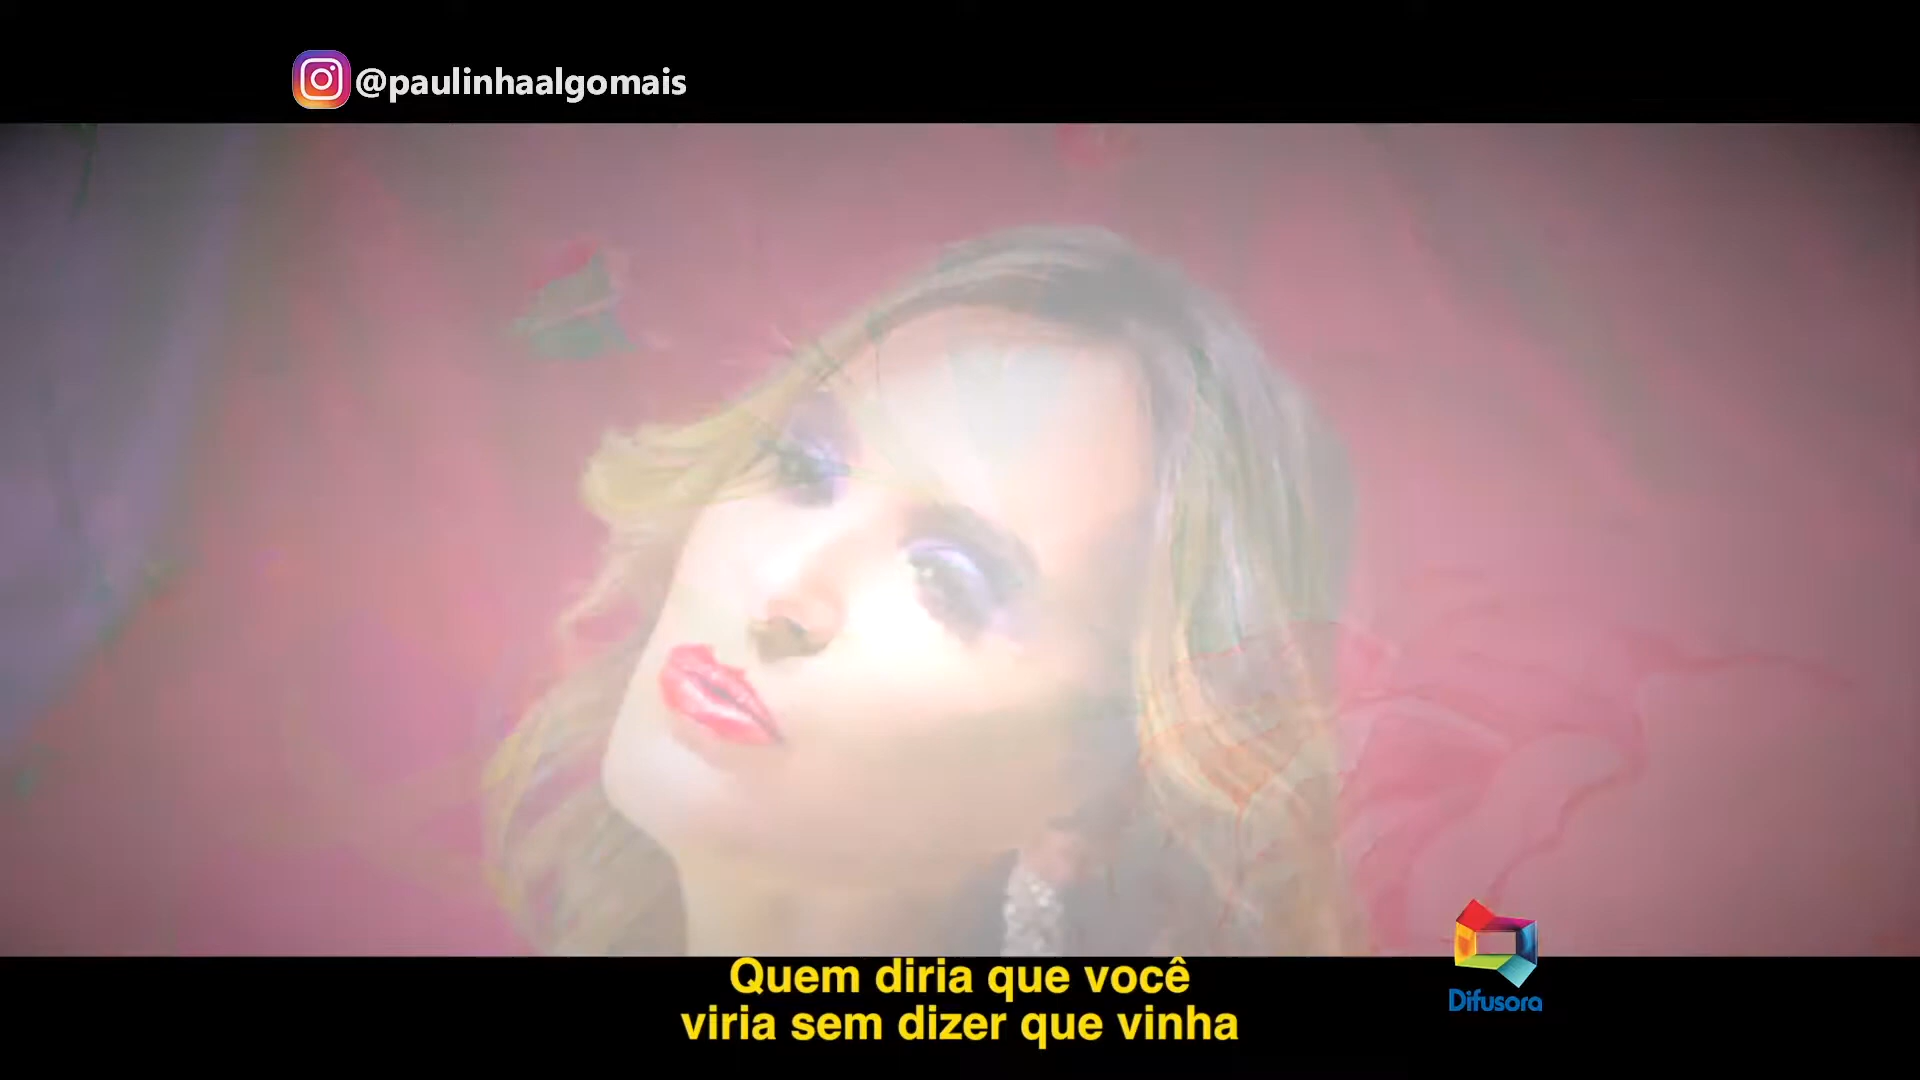 @paulinhaalgomais
Quem diria que você
viria sem dizer que vinha
Difusora